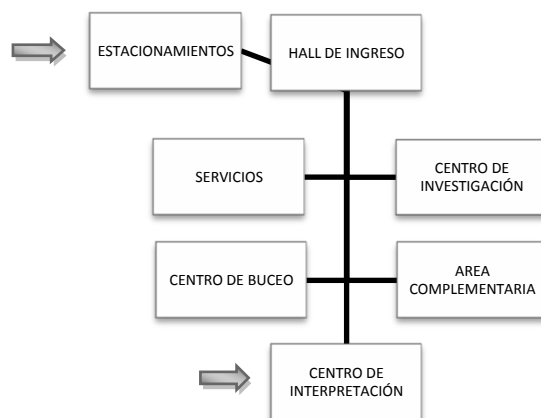 ESTACIONAMIENTOS
HALL DE INGRESO
SERVICIOS
CENTRO DE
INVESTIGACIÓN
CENTRO DE BUCEO
AREA
COMPLEMENTARIA
CENTRO DE
INTERPRETACIÓN